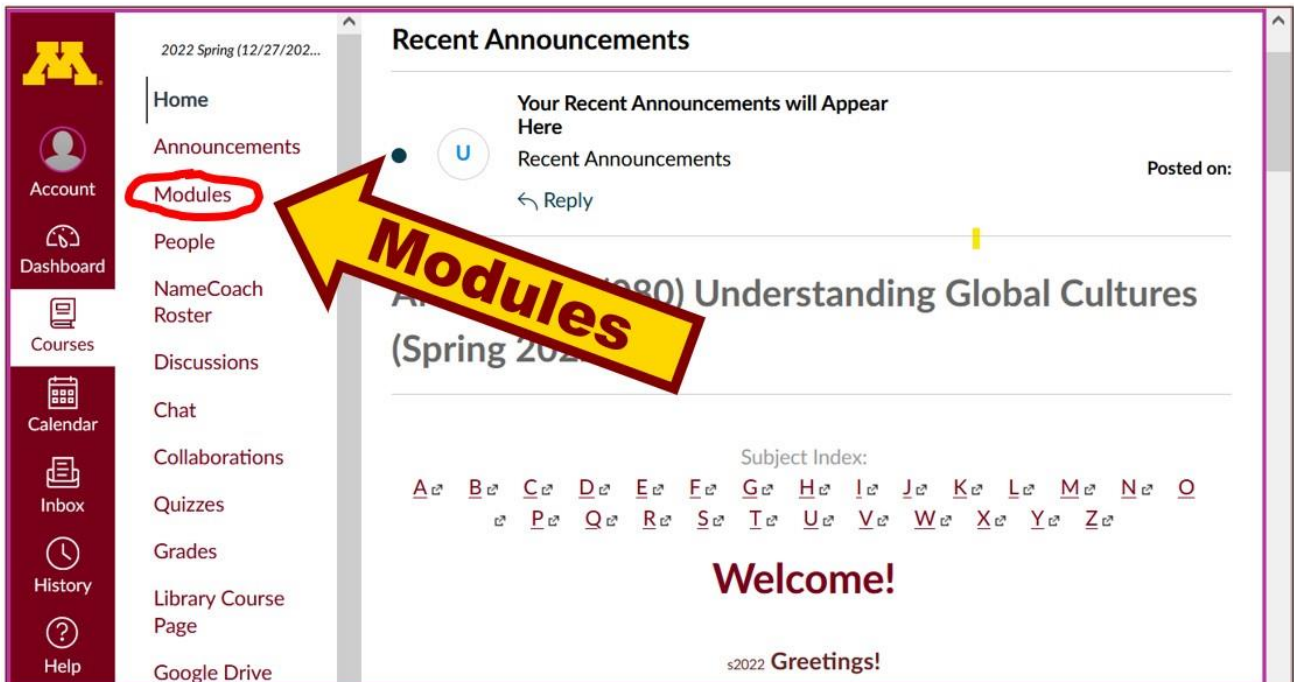 M
Account
Dashboard
Courses
Calendar
Inbox
History
Help
2022 Spring (12/27/202...
Home
Announcements
Modules
People
NameCoach
Roster
Discussions
Chat
Collaborations
Quizzes
Grades
Library Course
Page
Google Drive
Modules
Recent Announcements
Your Recent Announcements will Appear
Here
U
Recent Announcements
Posted on:
Reply
Understanding Global Cultures
(Spring
Subject Index:
A B C D E F G H I J K L M N O
P Q R S T U V W X Y Z
Welcome!
s2022 Greetings!